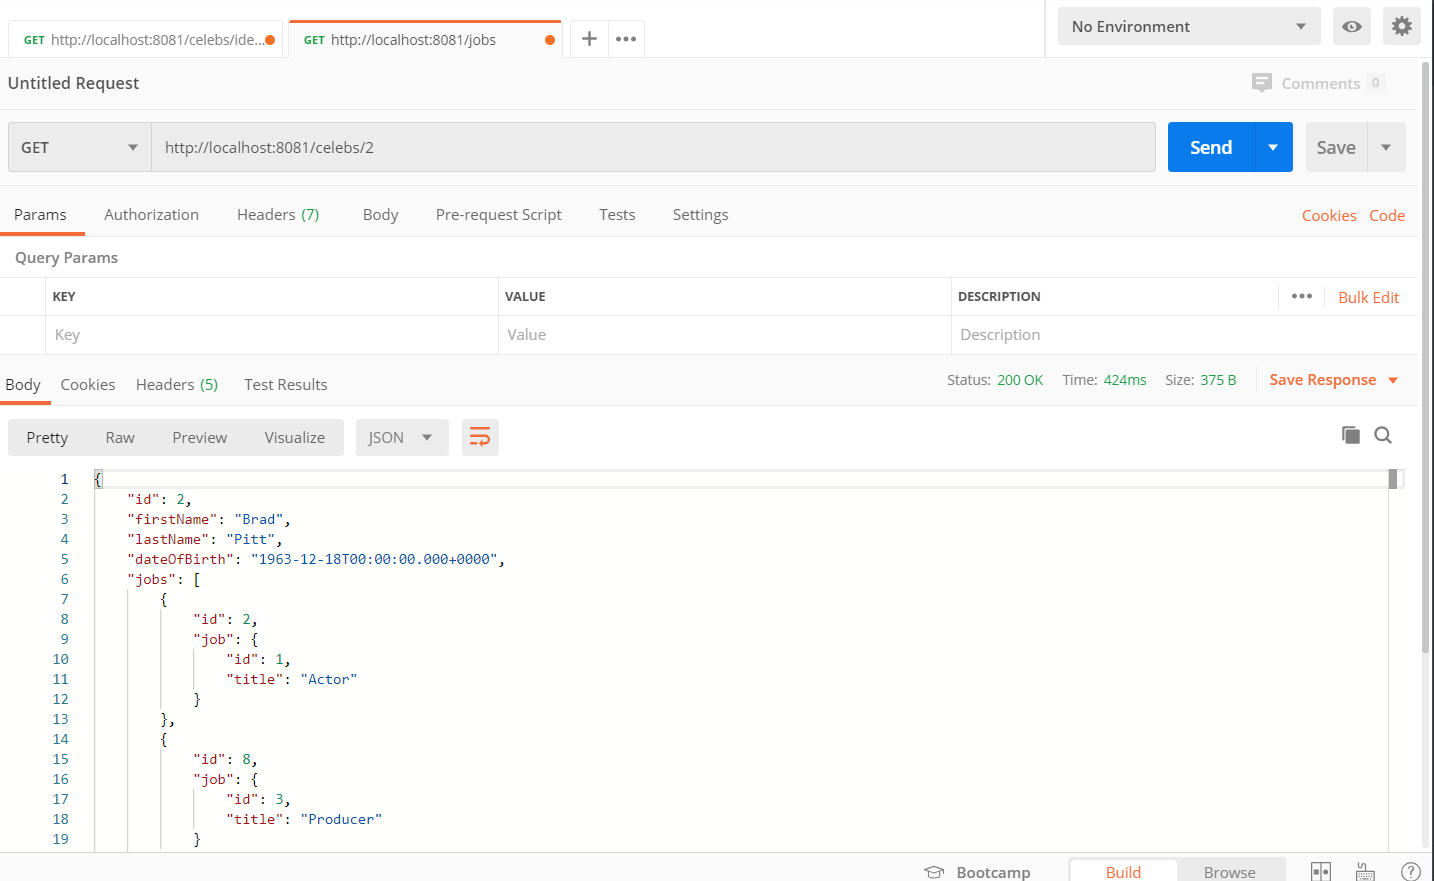 GET http://localhost:8081/celebs/ide... GET http://localhost:8081/jobs + ••• No Environment
Untitled Request Comments 0
GET http://localhost:8081/celebs/2 Send Save
Params Authorization Headers (7) Body Pre-request Script Tests Settings Cookies Code
Query Params
KEY VALUE DESCRIPTION ••• Bulk Edit
Key Value Description
Body Cookies Headers (5) Test Results Status: 200 OK Time: 424ms Size: 375 B Save Response
Pretty Raw Preview Visualize JSON
1 {
2 "id": 2,
3 "firstName": "Brad",
4 "lastName": "Pitt",
5 "dateOfBirth": "1963-12-18T00:00:00.000+0000",
6 "jobs": [
7 {
8 "id": 2,
9 "job": {
10 "id": 1,
11 "title": "Actor"
12 }
13 },
14 {
15 "id": 8,
16 "job": {
17 "id": 3,
18 "title": "Producer"
19 }
Bootcamp Build Browse ?